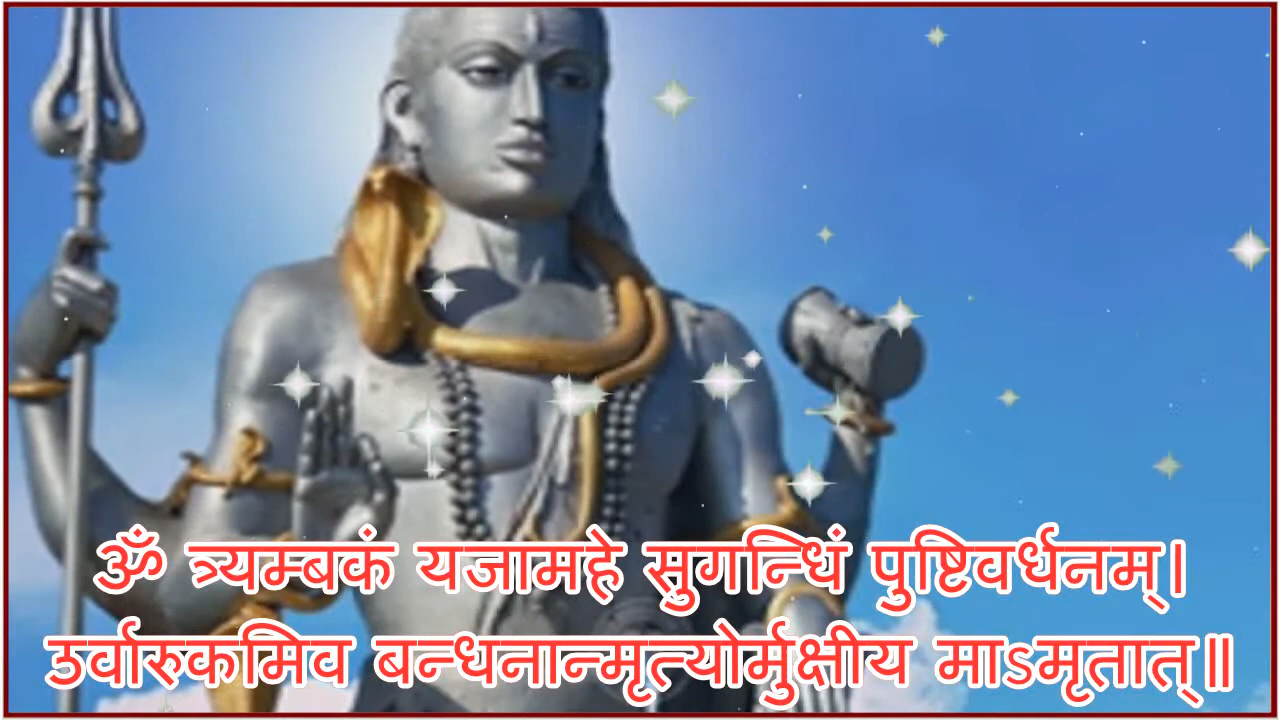 ॐ त्र्यम्बकं यजामहे सुगन्धिं पुष्टिवर्धनम्।
उर्वारुकमिव बन्धनान्मृत्योर्मुक्षीय माऽमृतात्॥